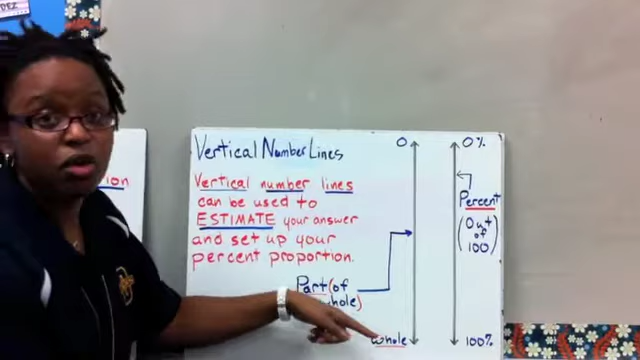 Vertical Number Lines
Vertical number lines
can be used to
ESTIMATE your answer
and set up your
percent proportion.
Part (of
whole)
0
whole
0%
Percent
(Out
of
100)
100%